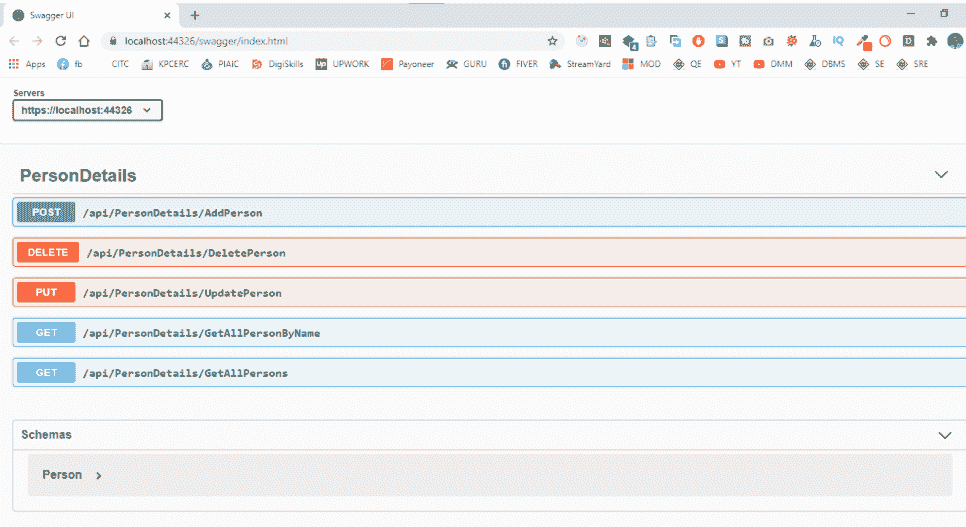 Swagger UI
localhost:44326/swagger/index.html
Apps fb CITC KPCERC PIAIC DigiSkills UPWORK Payoneer GURU FIVER StreamYard MOD QE YT DMM DBMS SE SRE
Servers
https://localhost:44326
PersonDetails
POST /api/PersonDetails/AddPerson
DELETE /api/PersonDetails/DeletePerson
PUT /api/PersonDetails/UpdatePerson
GET /api/PersonDetails/GetAllPersonByName
GET /api/PersonDetails/GetAllPersons
Schemas
Person